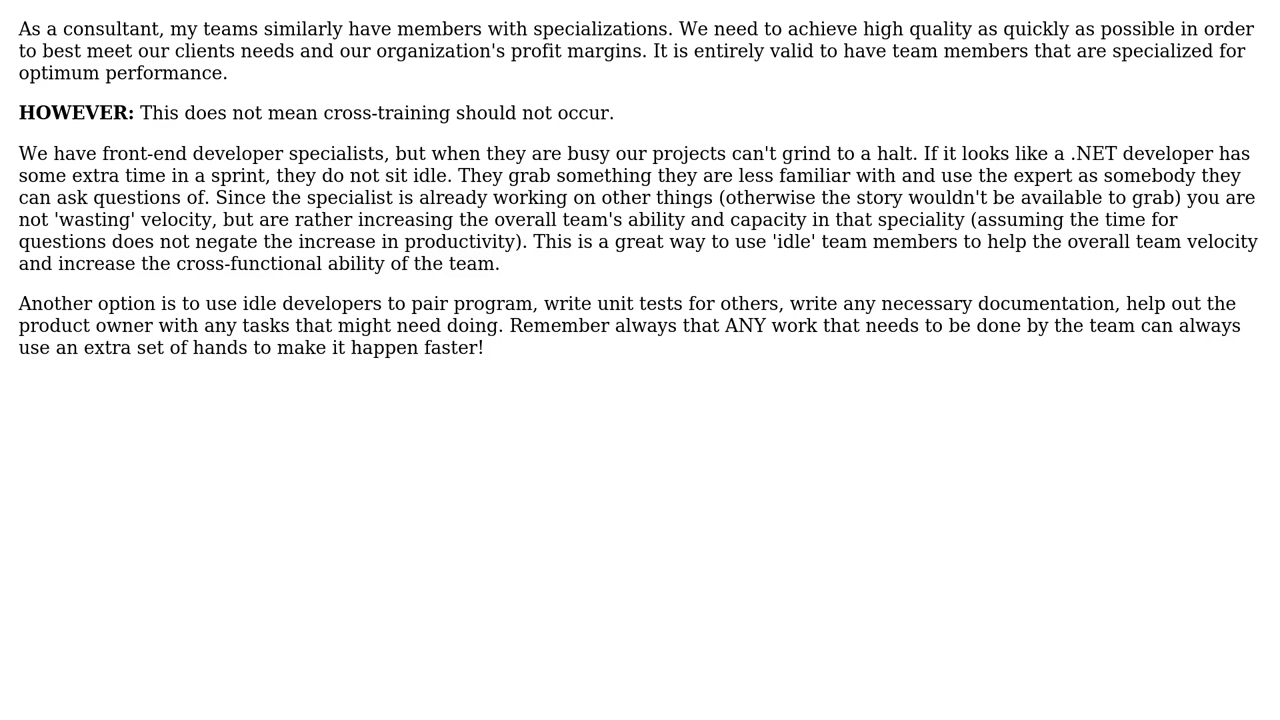 As a consultant, my teams similarly have members with specializations. We need to achieve high quality as quickly as possible in order
to best meet our clients needs and our organization's profit margins. It is entirely valid to have team members that are specialized for
optimum performance.
HOWEVER: This does not mean cross-training should not occur.
We have front-end developer specialists, but when they are busy our projects can't grind to a halt. If it looks like a .NET developer has
some extra time in a sprint, they do not sit idle. They grab something they are less familiar with and use the expert as somebody they
can ask questions of. Since the specialist is already working on other things (otherwise the story wouldn't be available to grab) you are
not 'wasting' velocity, but are rather increasing the overall team's ability and capacity in that speciality (assuming the time for
questions does not negate the increase in productivity). This is a great way to use 'idle' team members to help the overall team velocity
and increase the cross-functional ability of the team.
Another option is to use idle developers to pair program, write unit tests for others, write any necessary documentation, help out the
product owner with any tasks that might need doing. Remember always that ANY work that needs to be done by the team can always
use an extra set of hands to make it happen faster!